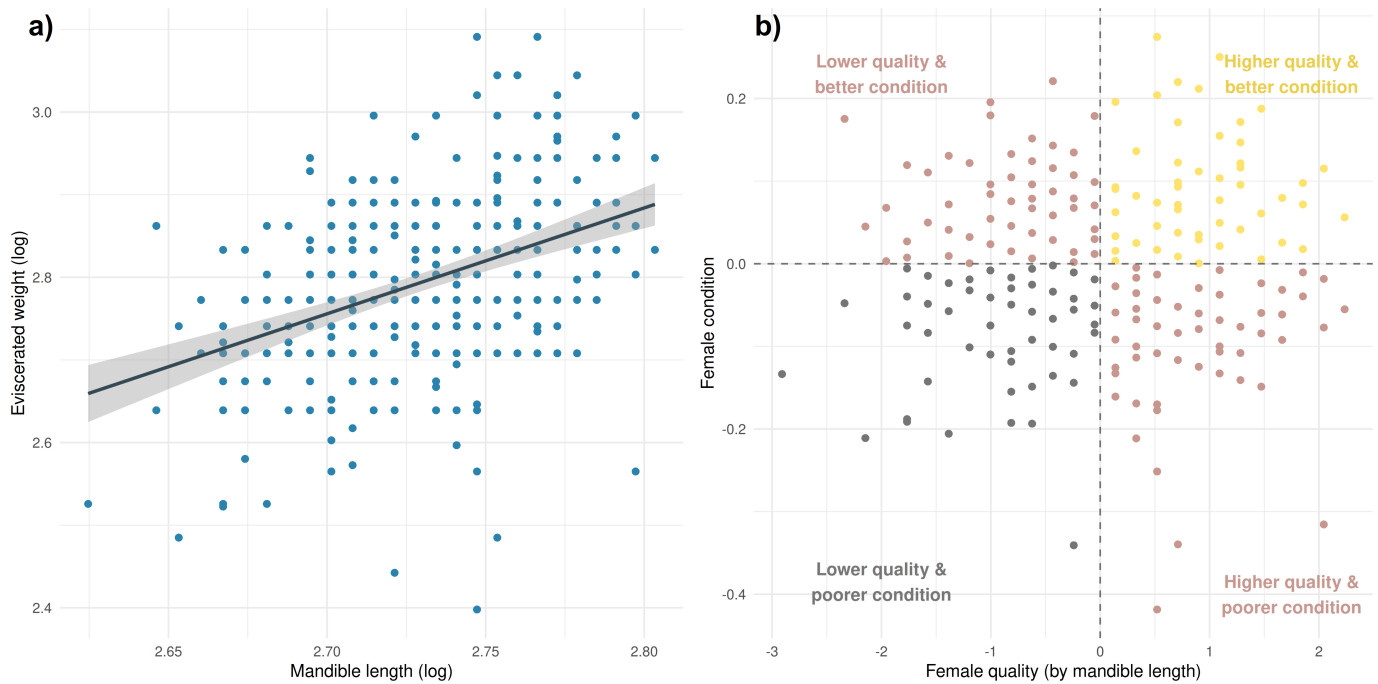 a)
Eviscerated weight (log)
3.0
2.8
2.6
2.4
2.65
2.70
2.75
2.80
Mandible length (log)
b)
Lower quality &
better condition
Higher quality &
better condition
Female condition
0.2
0.0
-0.2
-0.4
Lower quality &
poorer condition
Higher quality &
poorer condition
-3
-2
-1
0
1
2
Female quality (by mandible length)